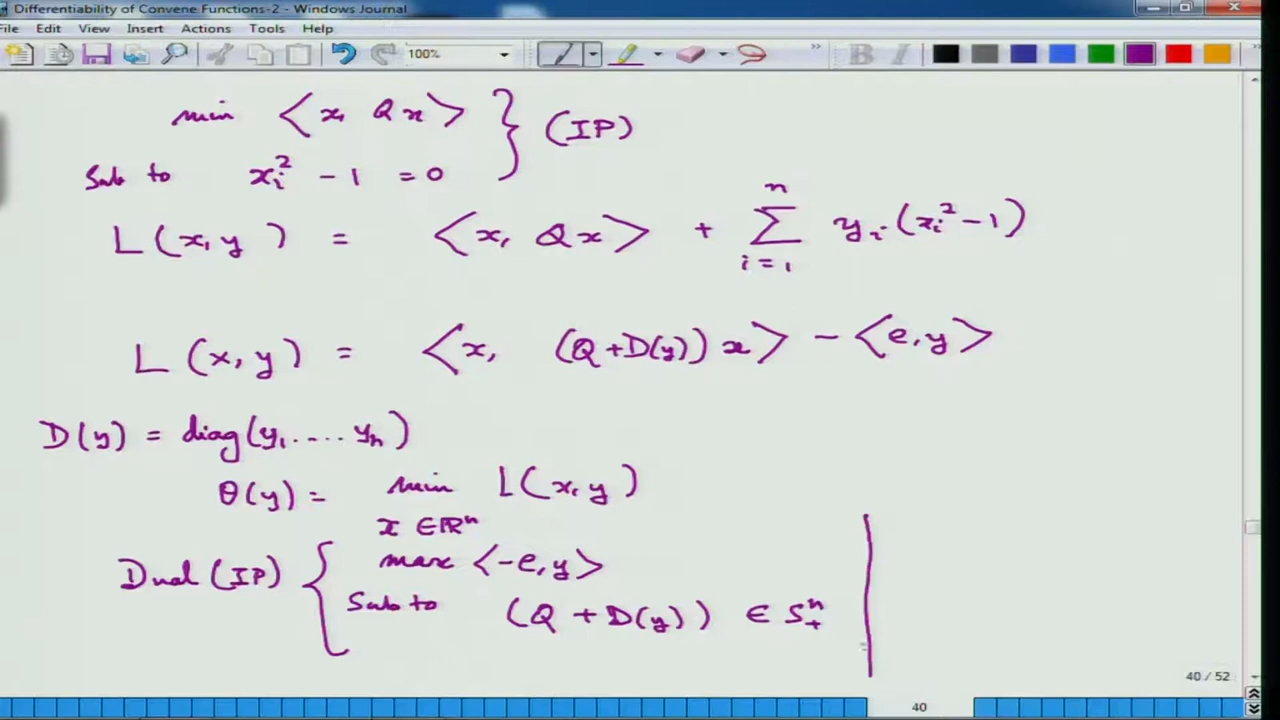 Differentiability of Convene Functions-2 - Windows Journal
File Edit View Insert Actions Tools Help
100%
min ⟨x, Qx⟩ } (IP)
Sub to xᵢ² - 1 = 0
L(x, y) = ⟨x, Qx⟩ + ∑ᵢ₌₁ⁿ yᵢ(xᵢ² - 1)
L(x, y) = ⟨x, (Q + D(y)) x⟩ - ⟨e, y⟩
D(y) = diag(y₁ .... yₙ)
θ(y) = min L(x, y)
x ∈ ℝⁿ
Dual (IP) { max ⟨-e, y⟩
Sub to (Q + D(y)) ∈ S₊ⁿ
40 / 52
40